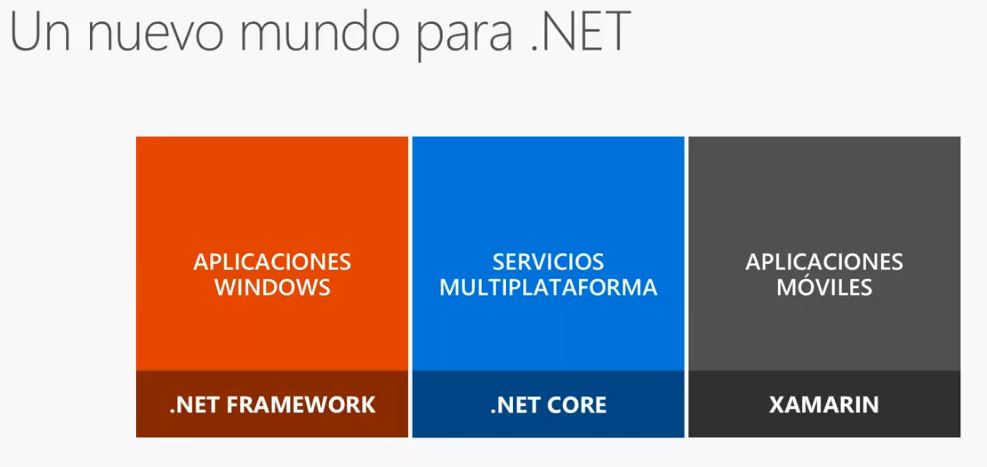 Un nuevo mundo para .NET
APLICACIONES
WINDOWS
.NET FRAMEWORK
SERVICIOS
MULTIPLATAFORMA
.NET CORE
APLICACIONES
MÓVILES
XAMARIN